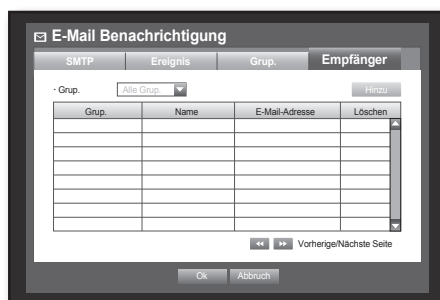 E-Mail Benachrichtigung
SMTP Ereignis Grup. Empfänger
· Grup. Alle Grup. Hinzu
Grup. Name E-Mail-Adresse Löschen
Vorherige/Nächste Seite
Ok Abbruch